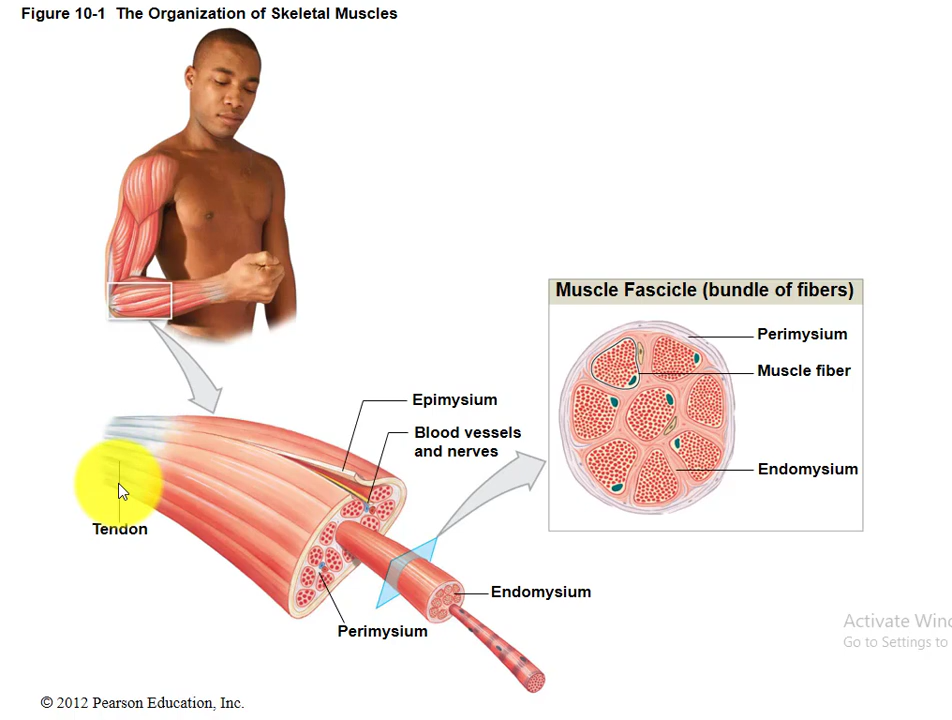 Figure 10-1 The Organization of Skeletal Muscles
Muscle Fascicle (bundle of fibers)
Perimysium
Muscle fiber
Endomysium
Epimysium
Blood vessels
and nerves
Tendon
Endomysium
Perimysium
Activate Winc
Go to Settings to
© 2012 Pearson Education, Inc.